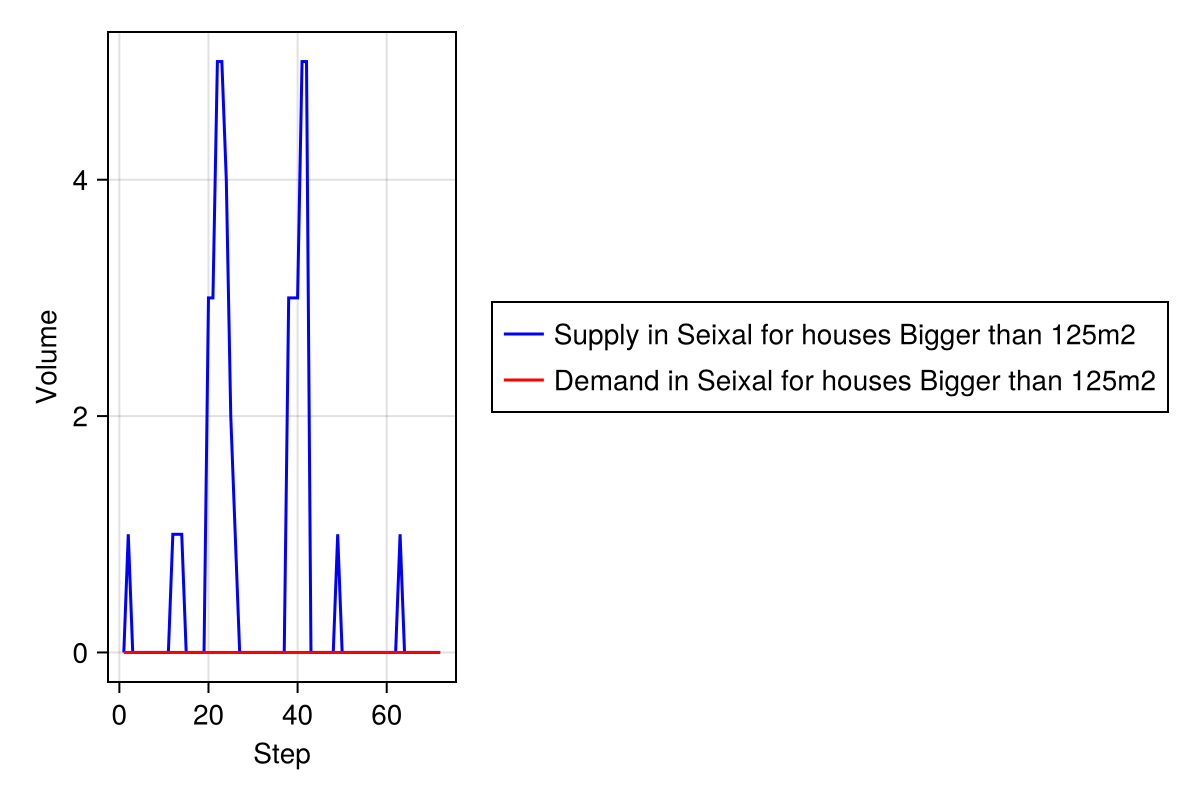 4
2
0
Volume
0 20 40 60
Step
Supply in Seixal for houses Bigger than 125m2
Demand in Seixal for houses Bigger than 125m2